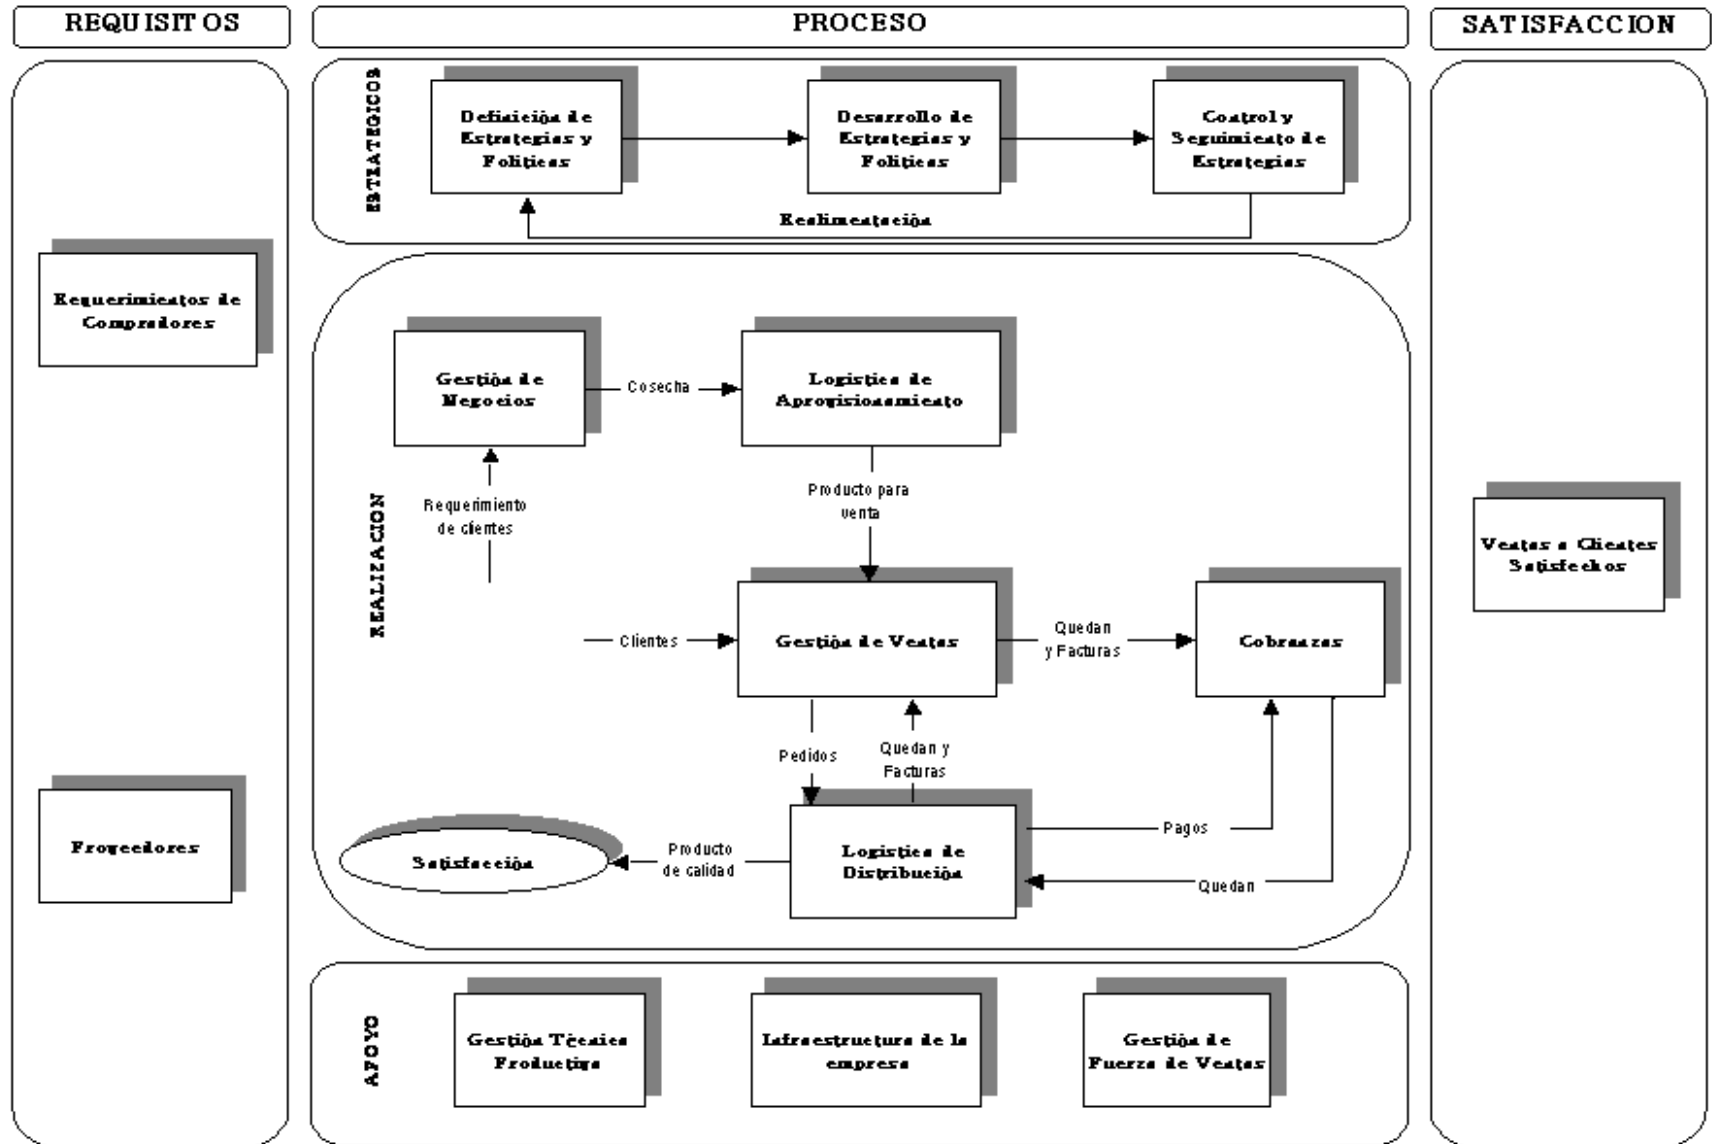 REQUISITOS
PROCESO
SATISFACCION
ESTRATEGICOS
Definición de
Estrategias y
Políticas
Desarrollo de
Estrategias y
Políticas
Control y
Seguimiento de
Estrategias
Realimentación
Requerimientos de
Compradores
Proveedores
REALIZACION
Gestión de
Negocios
Cosecha
Logística de
Aprovisionamiento
Requerimiento
de clientes
Producto para
venta
Clientes
Gestión de Ventas
Quedan
y Facturas
Cobranzas
Pedidos
Quedan y
Facturas
Satisfacción
Producto
de calidad
Logística de
Distribución
Pagos
Quedan
Ventas a Clientes
Satisfechos
APOYO
Gestión Técnica
Productiva
Infraestructura de la
empresa
Gestión de
Fuerza de Ventas